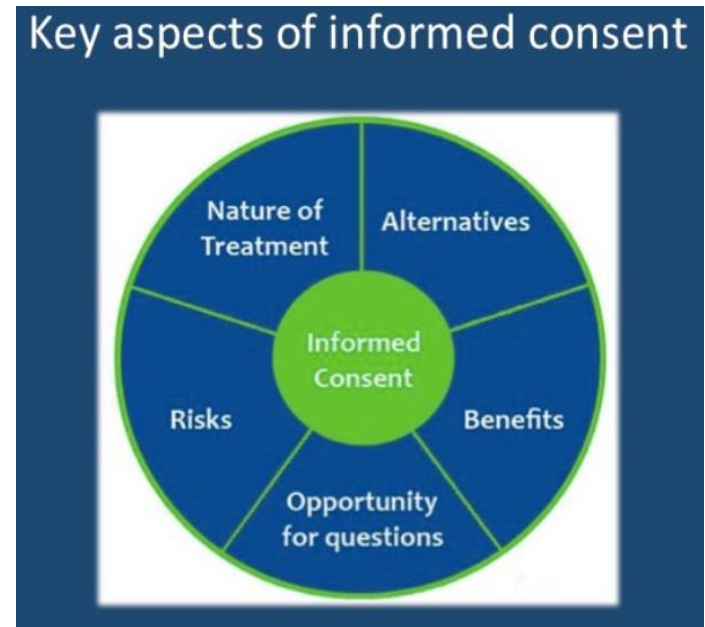 Key aspects of informed consent
Nature of
Treatment
Alternatives
Informed
Consent
Risks
Benefits
Opportunity
for questions